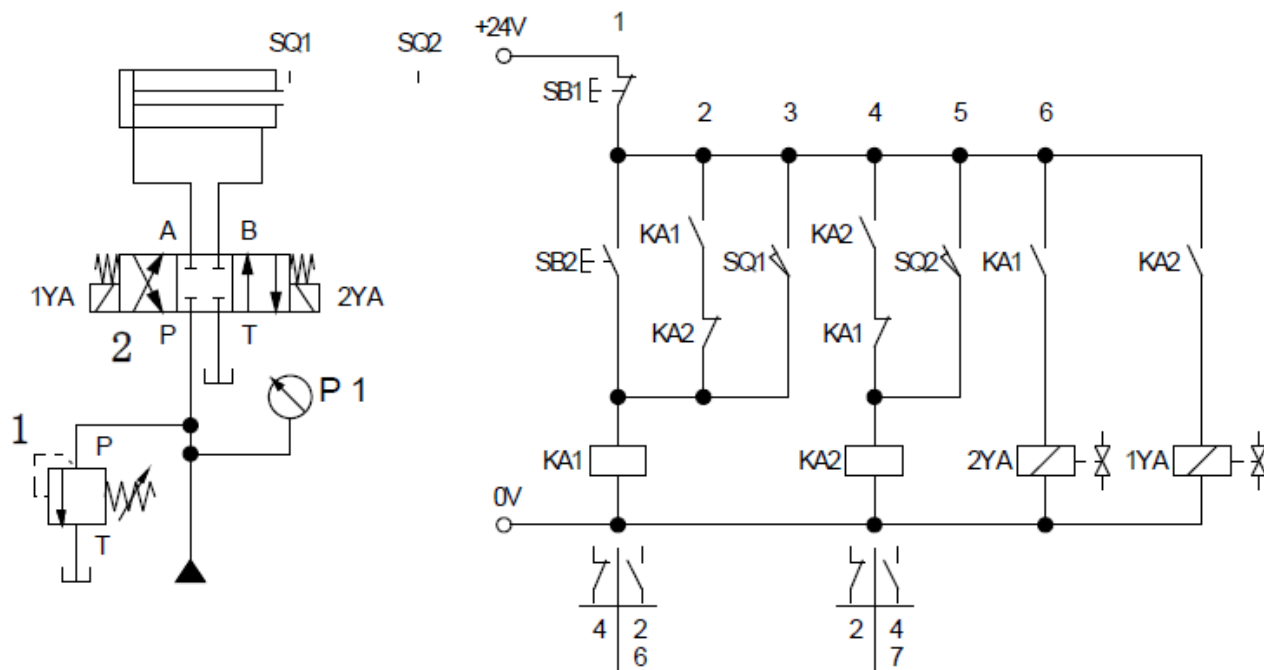 SQ1 SQ2 +24V 1
SB1
2 3 4 5 6
A B
KA1 KA2
SB2 SQ1 SQ2 KA1 KA2
1YA 2YA
P T
2 KA2 KA1
P 1
1 P
KA1 KA2 2YA 1YA
0V
T
4 2 2 4
6 7